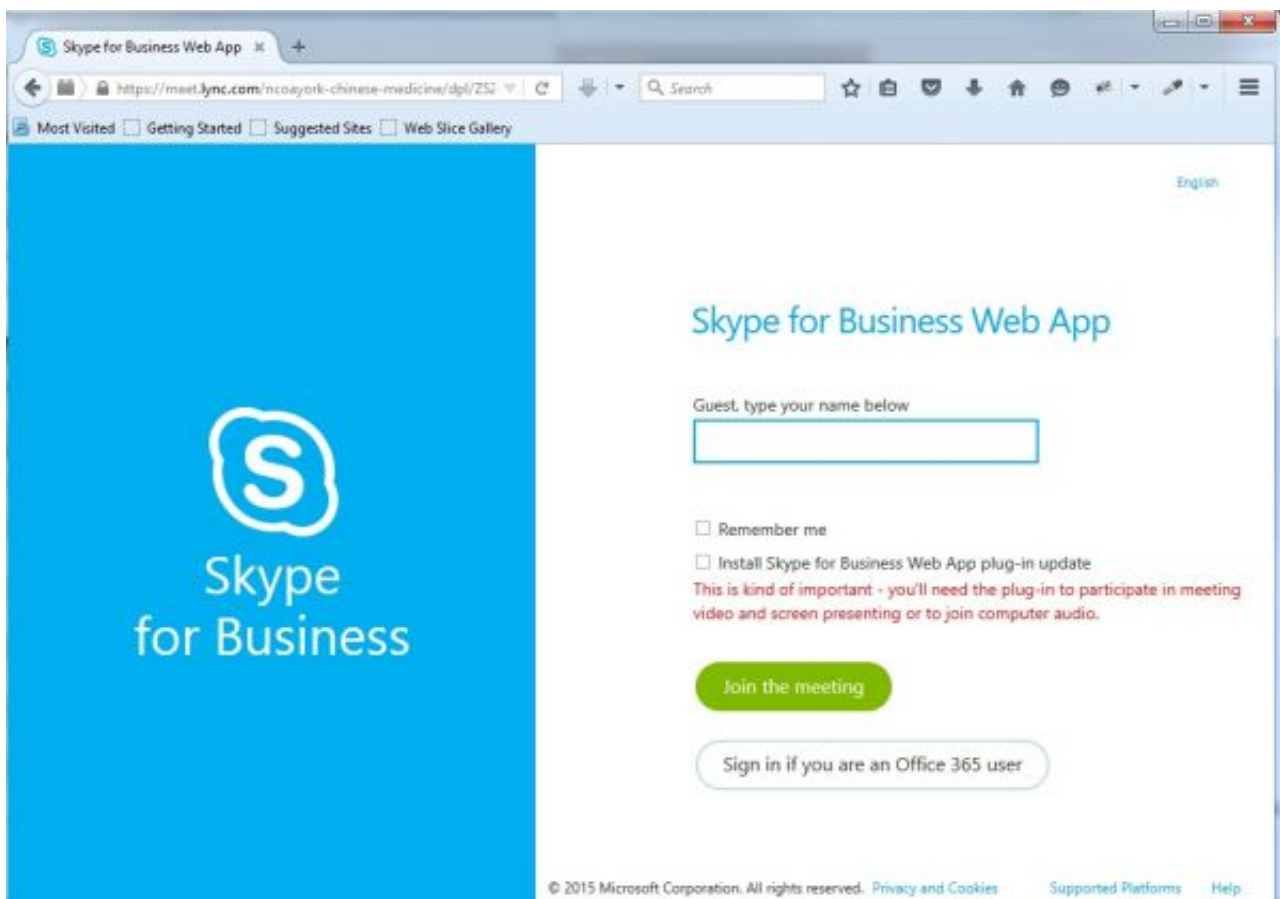 Skype for Business Web App
https://meet.lync.com/ncoayork-chinese-medicine/dpl/ZSZ
Search
Most Visited Getting Started Suggested Sites Web Slice Gallery
English
Skype for Business Web App
Guest, type your name below
Remember me
Install Skype for Business Web App plug-in update
This is kind of important - you'll need the plug-in to participate in meeting
video and screen presenting or to join computer audio.
Join the meeting
Sign in if you are an Office 365 user
S
Skype
for Business
© 2015 Microsoft Corporation. All rights reserved. Privacy and Cookies Supported Platforms Help